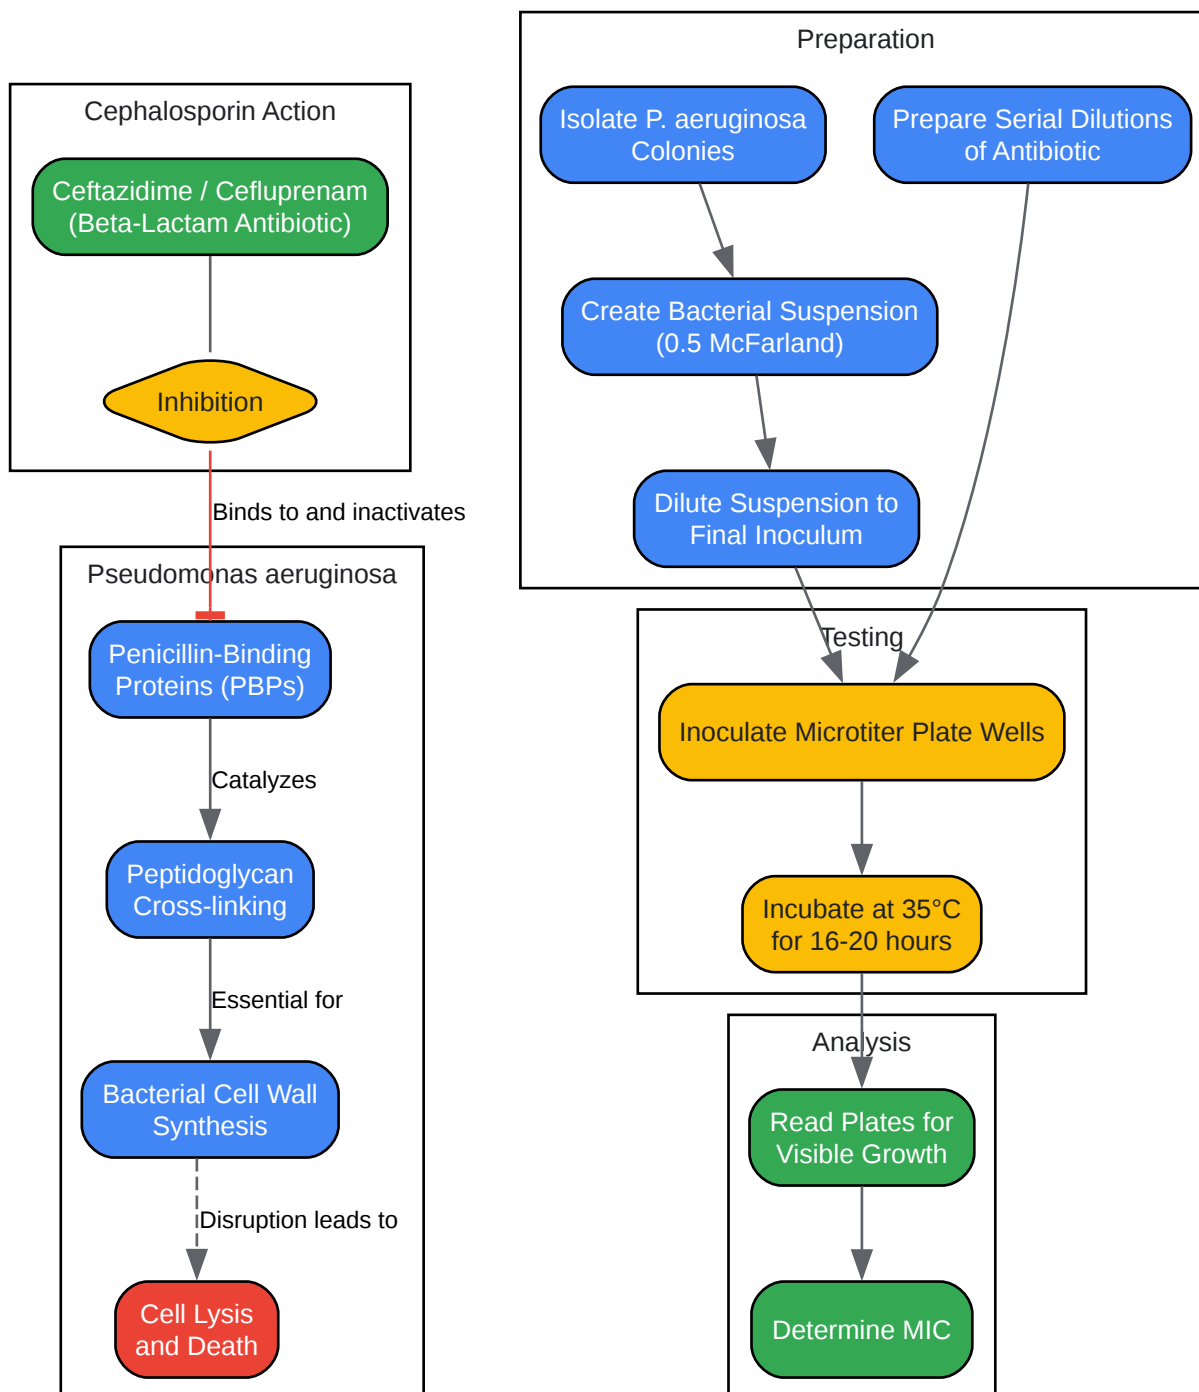 Cephalosporin Action
Ceftazidime / Cefluprenam
(Beta-Lactam Antibiotic)
Inhibition
Binds to and inactivates
Pseudomonas aeruginosa
Penicillin-Binding
Proteins (PBPs)
Catalyzes
Peptidoglycan
Cross-linking
Essential for
Bacterial Cell Wall
Synthesis
Disruption leads to
Cell Lysis
and Death
Preparation
Isolate P. aeruginosa
Colonies
Prepare Serial Dilutions
of Antibiotic
Create Bacterial Suspension
(0.5 McFarland)
Dilute Suspension to
Final Inoculum
Testing
Inoculate Microtiter Plate Wells
Incubate at 35°C
for 16-20 hours
Analysis
Read Plates for
Visible Growth
Determine MIC